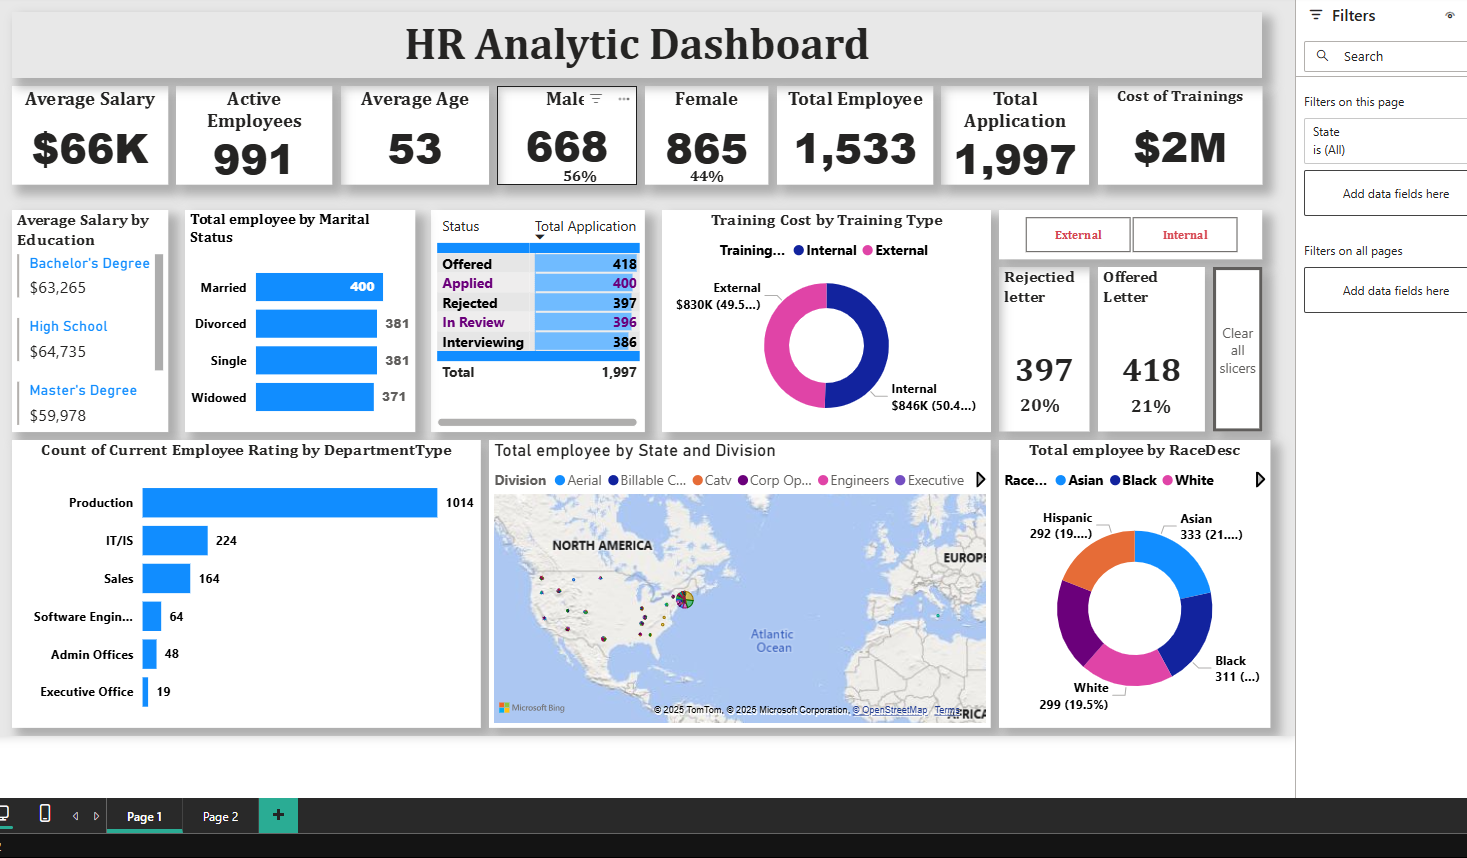 HR Analytic Dashboard
Filters
Search
Filters on this page
State
is (All)
Add data fields here
Filters on all pages
Add data fields here
Average Salary
$66K
Active
Employees
991
Average Age
53
Male
668
56%
Female
865
44%
Total Employee
1,533
Total
Application
1,997
Cost of Trainings
$2M
Average Salary by
Education
Bachelor's Degree
$63,265
High School
$64,735
Master's Degree
$59,978
Total employee by Marital
Status
Married
400
Divorced
381
Single
381
Widowed
371
Status Total Application
Offered 418
Applied 400
Rejected 397
In Review 396
Interviewing 386
Total 1,997
Training Cost by Training Type
Training... Internal External
External
$830K (49.5...)
Internal
$846K (50.4...)
External Internal
Rejectied
letter
397
20%
Offered
Letter
418
21%
Clear
all
slicers
Count of Current Employee Rating by DepartmentType
Production 1014
IT/IS 224
Sales 164
Software Engin... 64
Admin Offices 48
Executive Office 19
Total employee by State and Division
Division Aerial Billable C... Catv Corp Op... Engineers Executive
NORTH AMERICA
EUROPE
Atlantic
Ocean
AFRICA
Microsoft Bing
© 2025 TomTom, © 2025 Microsoft Corporation, © OpenStreetMap Terms
Total employee by RaceDesc
Race... Asian Black White
Hispanic
292 (19....)
Asian
333 (21....)
Black
311 (...)
White
299 (19.5%)
Page 1
Page 2